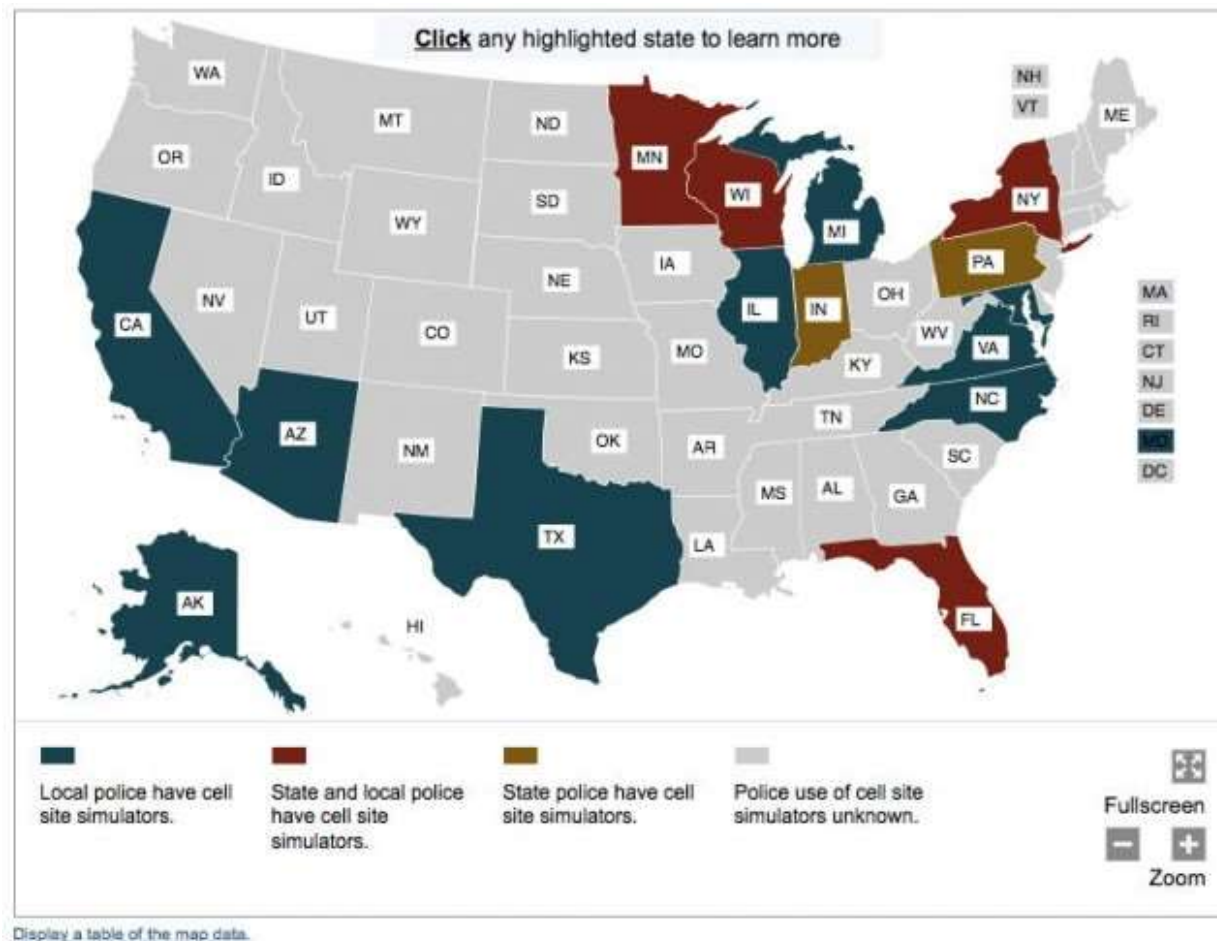 Click any highlighted state to learn more
WA
MT
ND
MN
NH
VT
ME
OR
ID
SD
WI
NY
WY
MI
IA
PA
NE
NV
UT
CA
CO
IL
IN
OH
MA
RI
CT
NJ
DE
MD
DC
WV
VA
KS
MO
KY
NC
AZ
NM
OK
TN
AR
SC
MS
AL
GA
TX
LA
AK
HI
FL
Local police have cell
site simulators.
State and local police
have cell site
simulators.
State police have cell
site simulators.
Police use of cell site
simulators unknown.
Fullscreen
Zoom
Display a table of the map data.